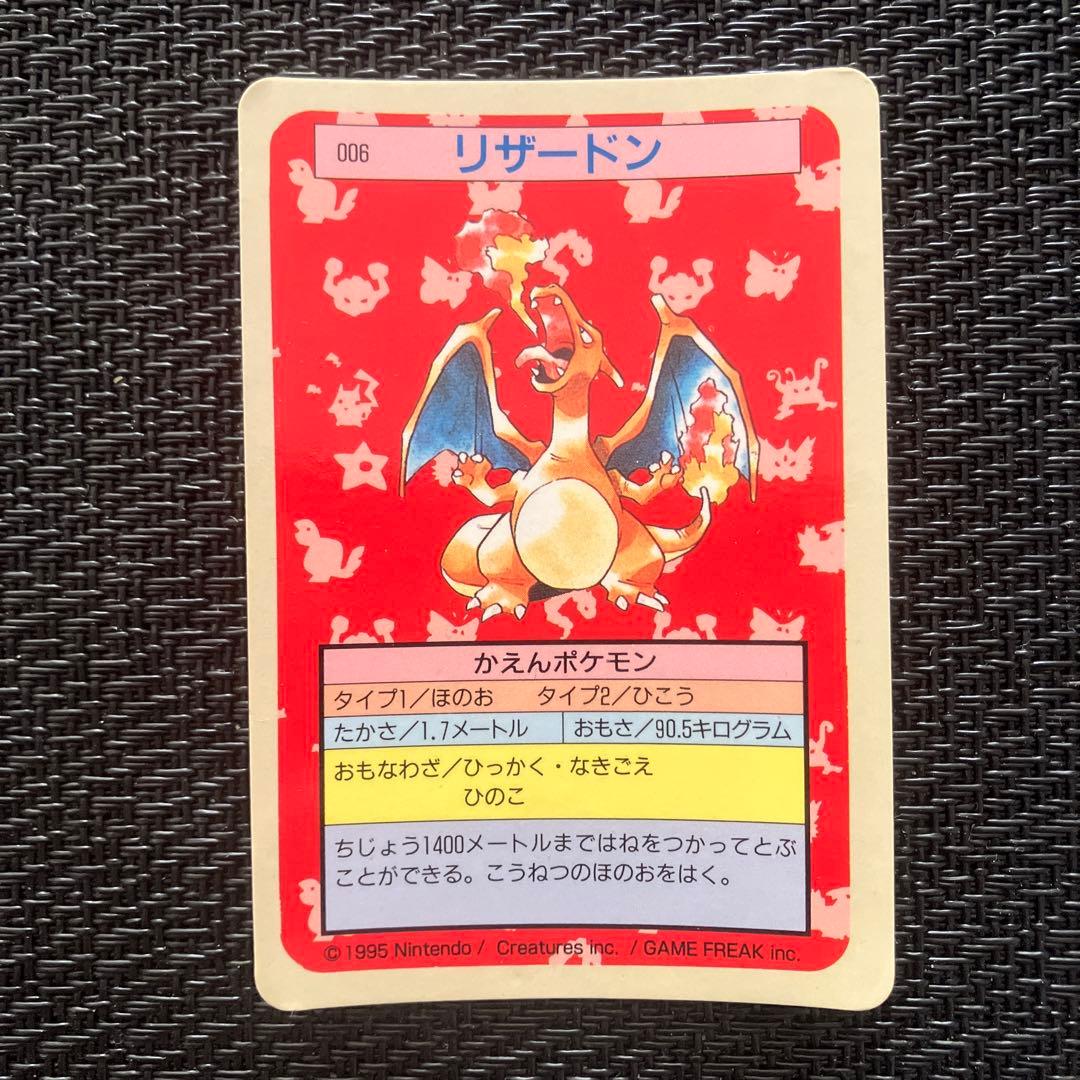 006 リザードン
かえんポケモン
タイプ1／ほのお　タイプ2／ひこう
たかさ／1.7メートル　おもさ／90.5キログラム
おもなわざ／ひっかく・なきごえ
ひのこ
ちじょう1400メートルまではねをつかってとぶ
ことができる。こうねつのほのおをはく。
©1995 Nintendo / Creatures inc. / GAME FREAK inc.